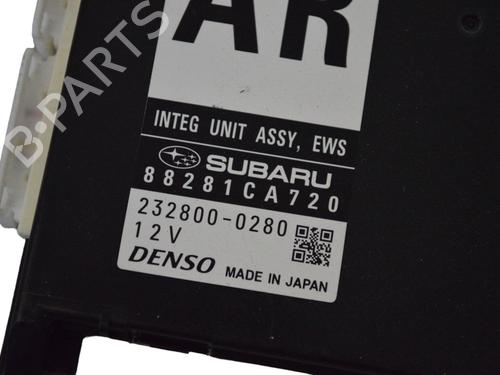 AR
INTEG UNIT ASSY, EWS
SUBARU
88281CA720
232800-0280
12V
DENSO MADE IN JAPAN
B-PARTS